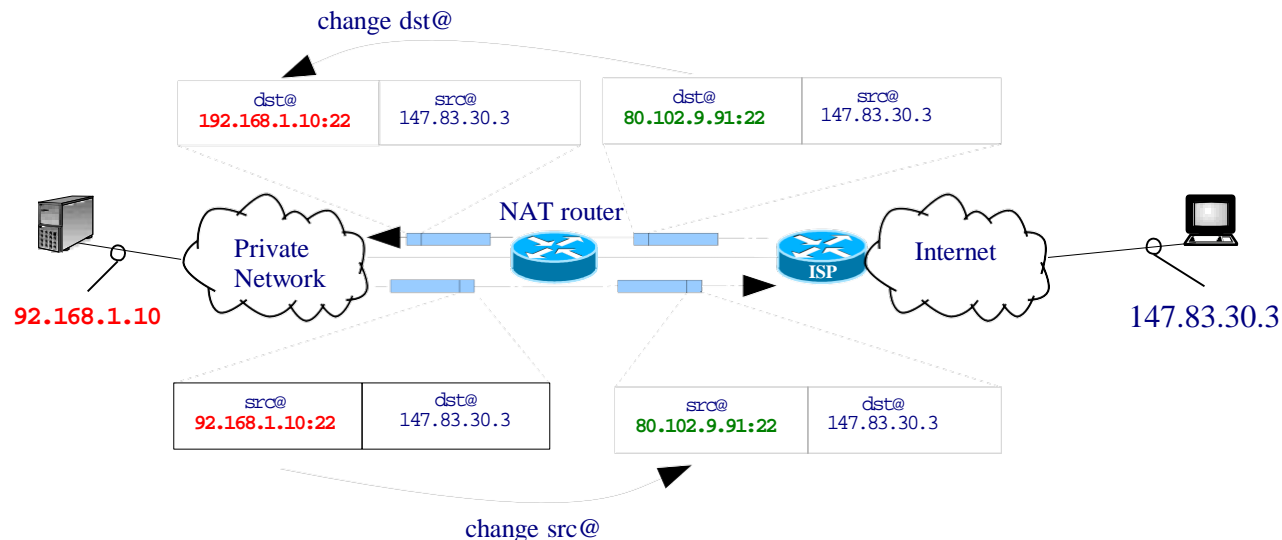 change dst@
dst@
192.168.1.10:22
src@
147.83.30.3
dst@
80.102.9.91:22
src@
147.83.30.3
NAT router
Private
Network
ISP
Internet
92.168.1.10
147.83.30.3
src@
92.168.1.10:22
dst@
147.83.30.3
src@
80.102.9.91:22
dst@
147.83.30.3
change src@